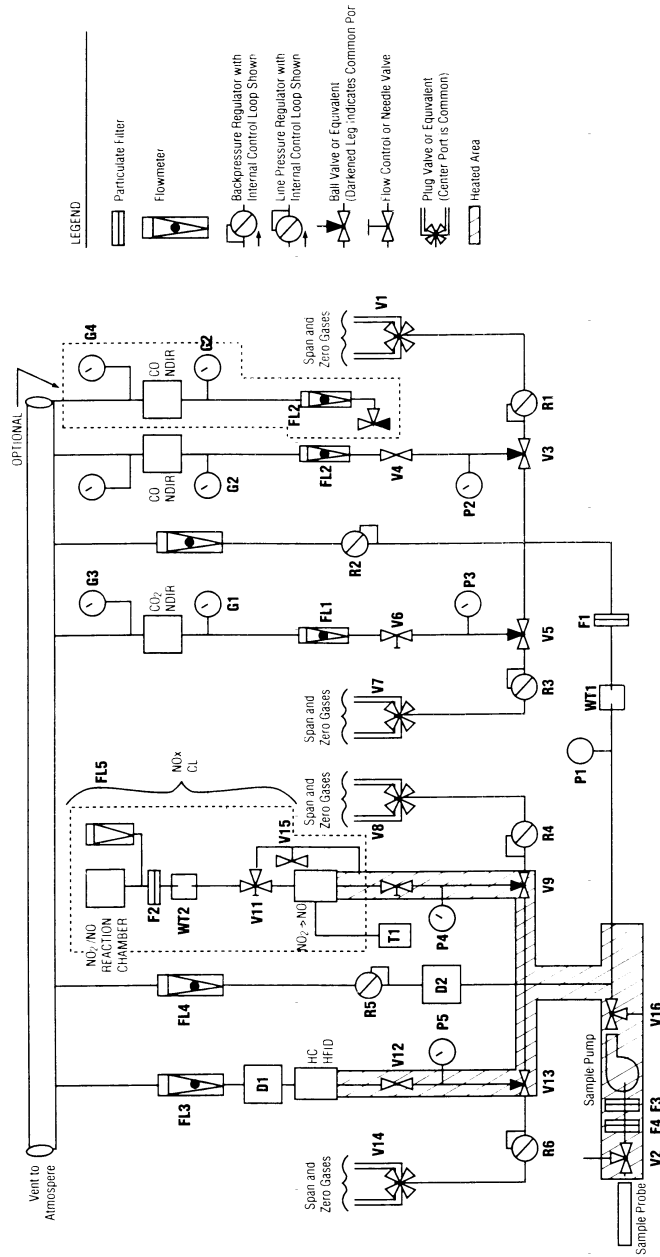 LEGEND
Particulate Filter
Flowmeter
Backpressure Regulator with
Internal Control Loop Shown
Line Pressure Regulator with
Internal Control Loop Shown
Ball Valve or Equivalent
(Darkened Leg Indicates Common Por
Flow Control or Needle Valve
Plug Valve or Equivalent
(Center Port is Common)
Heated Area
Vent to
Atmospere
OPTIONAL
G4
CO
NDIR
G2
FL2
CO
NDIR
G2
FL2
V4
P2
V3
Span and
Zero Gases
V1
R1
R2
G3
CO2
NDIR
G1
FL1
V6
P3
V5
R3
Span and
Zero Gases
V7
F1
WT1
P1
NOx
CL
FL5
NO2/NO
REACTION
CHAMBER
F2
WT2
V11
V15
NO2→NO
T1
P4
V9
R4
Span and
Zero Gases
V8
FL4
R5
D2
FL3
D1
HC
HFID
V12
P5
V13
R6
Span and
Zero Gases
V14
Sample Pump
V16
F3
F4
V2
Sample Probe